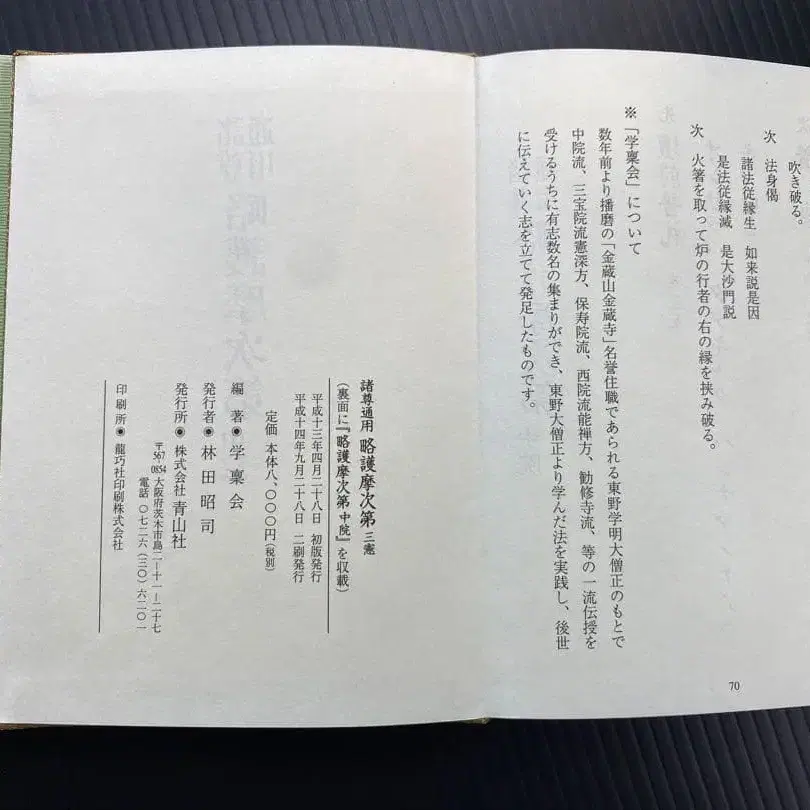 吹き破る。
次　法身偈
諸法従縁生　如来説是因
是法従縁滅　是大沙門説
次　火箸を取って炉の行者の右の縁を挟み破る。
※「学稟会」について
数年前より播磨の「金蔵山金蔵寺」名誉住職であられる東野学明大僧正のもとで
中院流、三宝院流憲深方、保寿院流、西院流能禅方、勧修寺流、等の一流伝授を
受けるうちに有志数名の集まりができ、東野大僧正より学んだ法を実践し、後世
に伝えていく志を立てて発足したものです。
70
諸尊通用　略護摩次第　三憲
（裏面に『略護摩次第　中院』を収載）
平成十三年四月二十八日　初版発行
平成十四年九月二十八日　二刷発行
定価　本体八、〇〇〇円（税別）
編　著◉学稟会
発行者◉林田昭司
発行所◉株式会社　青山社
〒567-0854　大阪府茨木市島二－十一－二十七
電話　〇七二六（三〇）六二〇一
印刷所◉龍巧社印刷株式会社